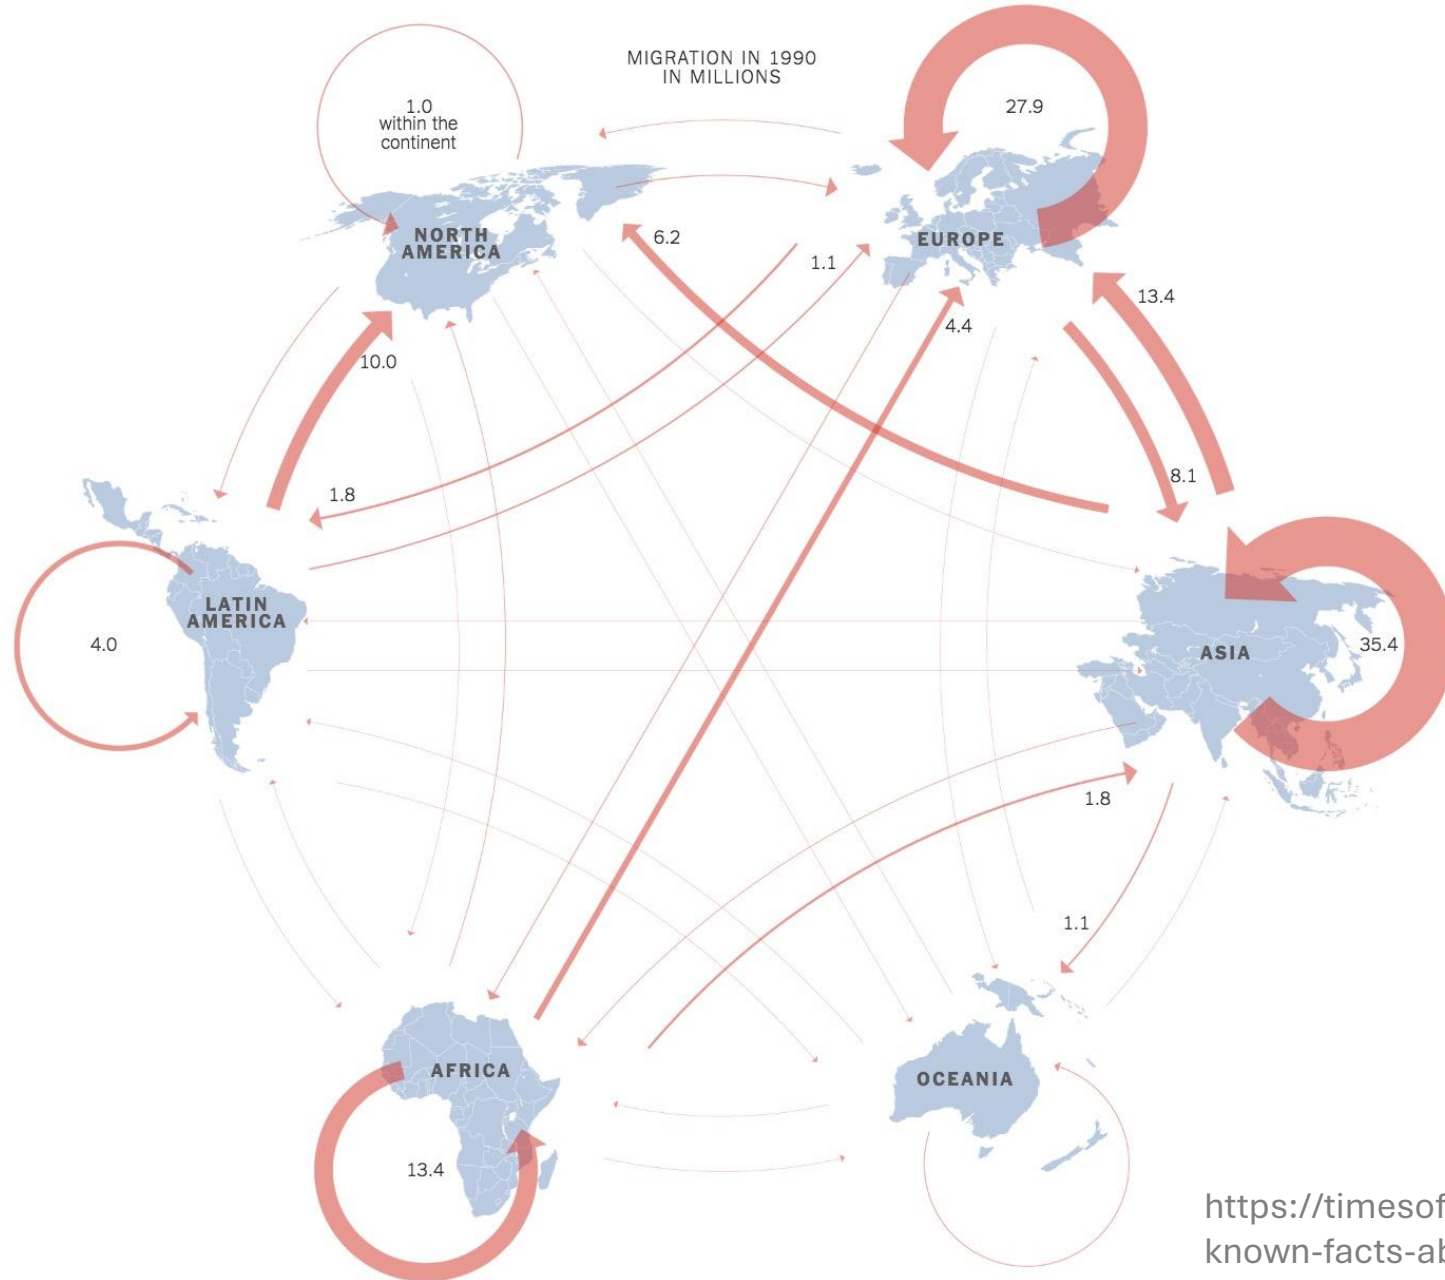 MIGRATION IN 1990
IN MILLIONS
1.0
within the
continent
27.9
NORTH
AMERICA
EUROPE
6.2
1.1
4.4
13.4
10.0
8.1
1.8
LATIN
AMERICA
4.0
ASIA
35.4
1.8
1.1
AFRICA
OCEANIA
13.4
https://timesof
known-facts-ab